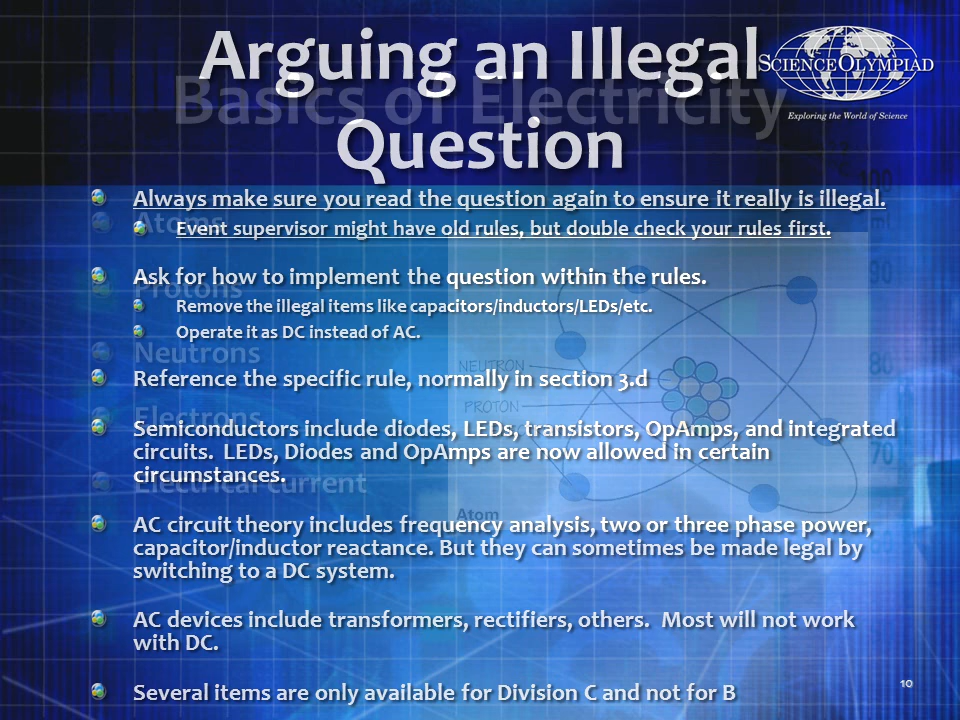 Arguing an Illegal
Question
Basics of Electricity
SCIENCE OLYMPIAD
Exploring the World of Science
Always make sure you read the question again to ensure it really is illegal.
Atoms
Event supervisor might have old rules, but double check your rules first.
Ask for how to implement the question within the rules.
Protons
Remove the illegal items like capacitors/inductors/LEDs/etc.
Operate it as DC instead of AC.
Neutrons
NEUTRON
Reference the specific rule, normally in section 3.d
PROTON
Electrons
Semiconductors include diodes, LEDs, transistors, OpAmps, and integrated
circuits.  LEDs, Diodes and OpAmps are now allowed in certain
circumstances.
Electrical current
Atom
AC circuit theory includes frequency analysis, two or three phase power,
capacitor/inductor reactance. But they can sometimes be made legal by
switching to a DC system.
AC devices include transformers, rectifiers, others.  Most will not work
with DC.
Several items are only available for Division C and not for B
100
90
80
70
10